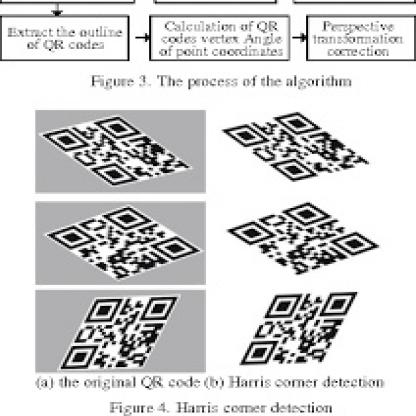 Extract the outline
of QR codes
Calculation of QR
codes vertex Angle
of point coordinates
Perspective
transformation
correction
Figure 3. The process of the algorithm
(a) the original QR code (b) Harris corner detection
Figure 4. Harris corner detection